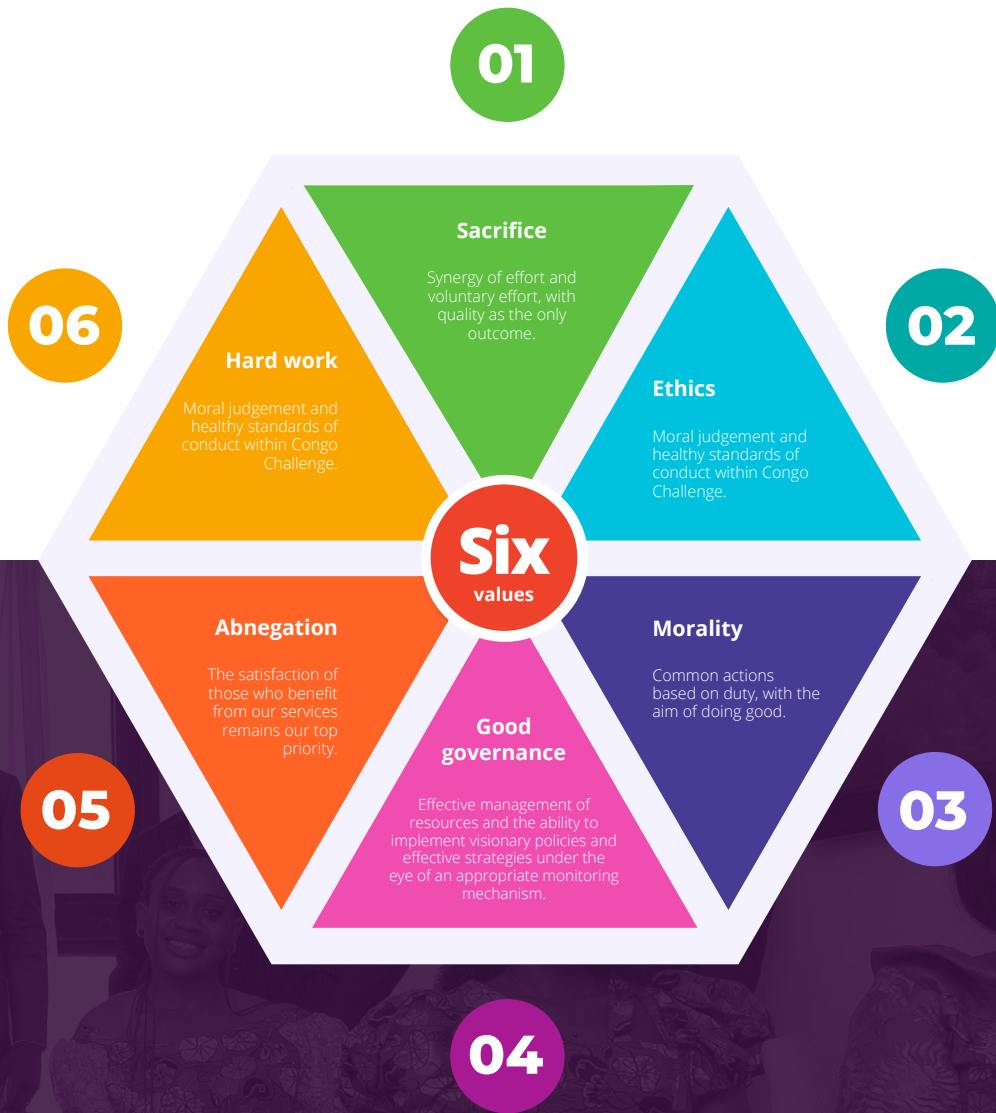 01
Sacrifice
Synergy of effort and
voluntary effort, with
quality as the only
outcome.
02
Ethics
Moral judgement and
healthy standards of
conduct within Congo
Challenge.
03
Morality
Common actions
based on duty, with the
aim of doing good.
04
Good
governance
Effective management of
resources and the ability to
implement visionary policies and
effective strategies under the
eye of an appropriate monitoring
mechanism.
05
Abnegation
The satisfaction of
those who benefit
from our services
remains our top
priority.
06
Hard work
Moral judgement and
healthy standards of
conduct within Congo
Challenge.
Six
values